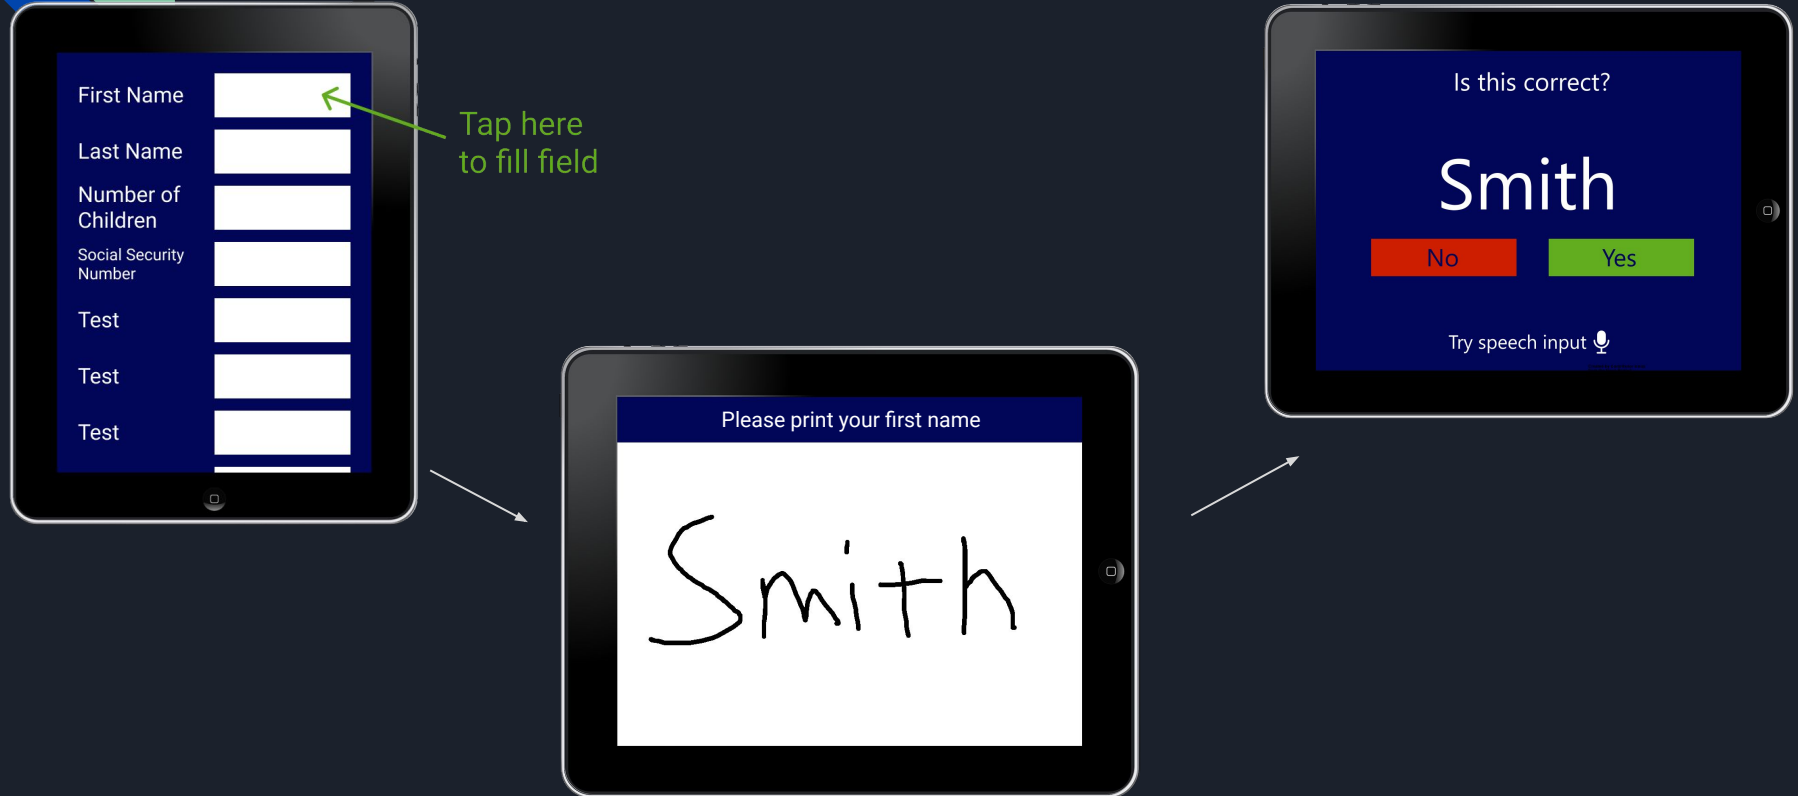 First Name
Last Name
Number of
Children
Social Security
Number
Test
Test
Test
Tap here
to fill field
Please print your first name
Smith
Is this correct?
Smith
No
Yes
Try speech input